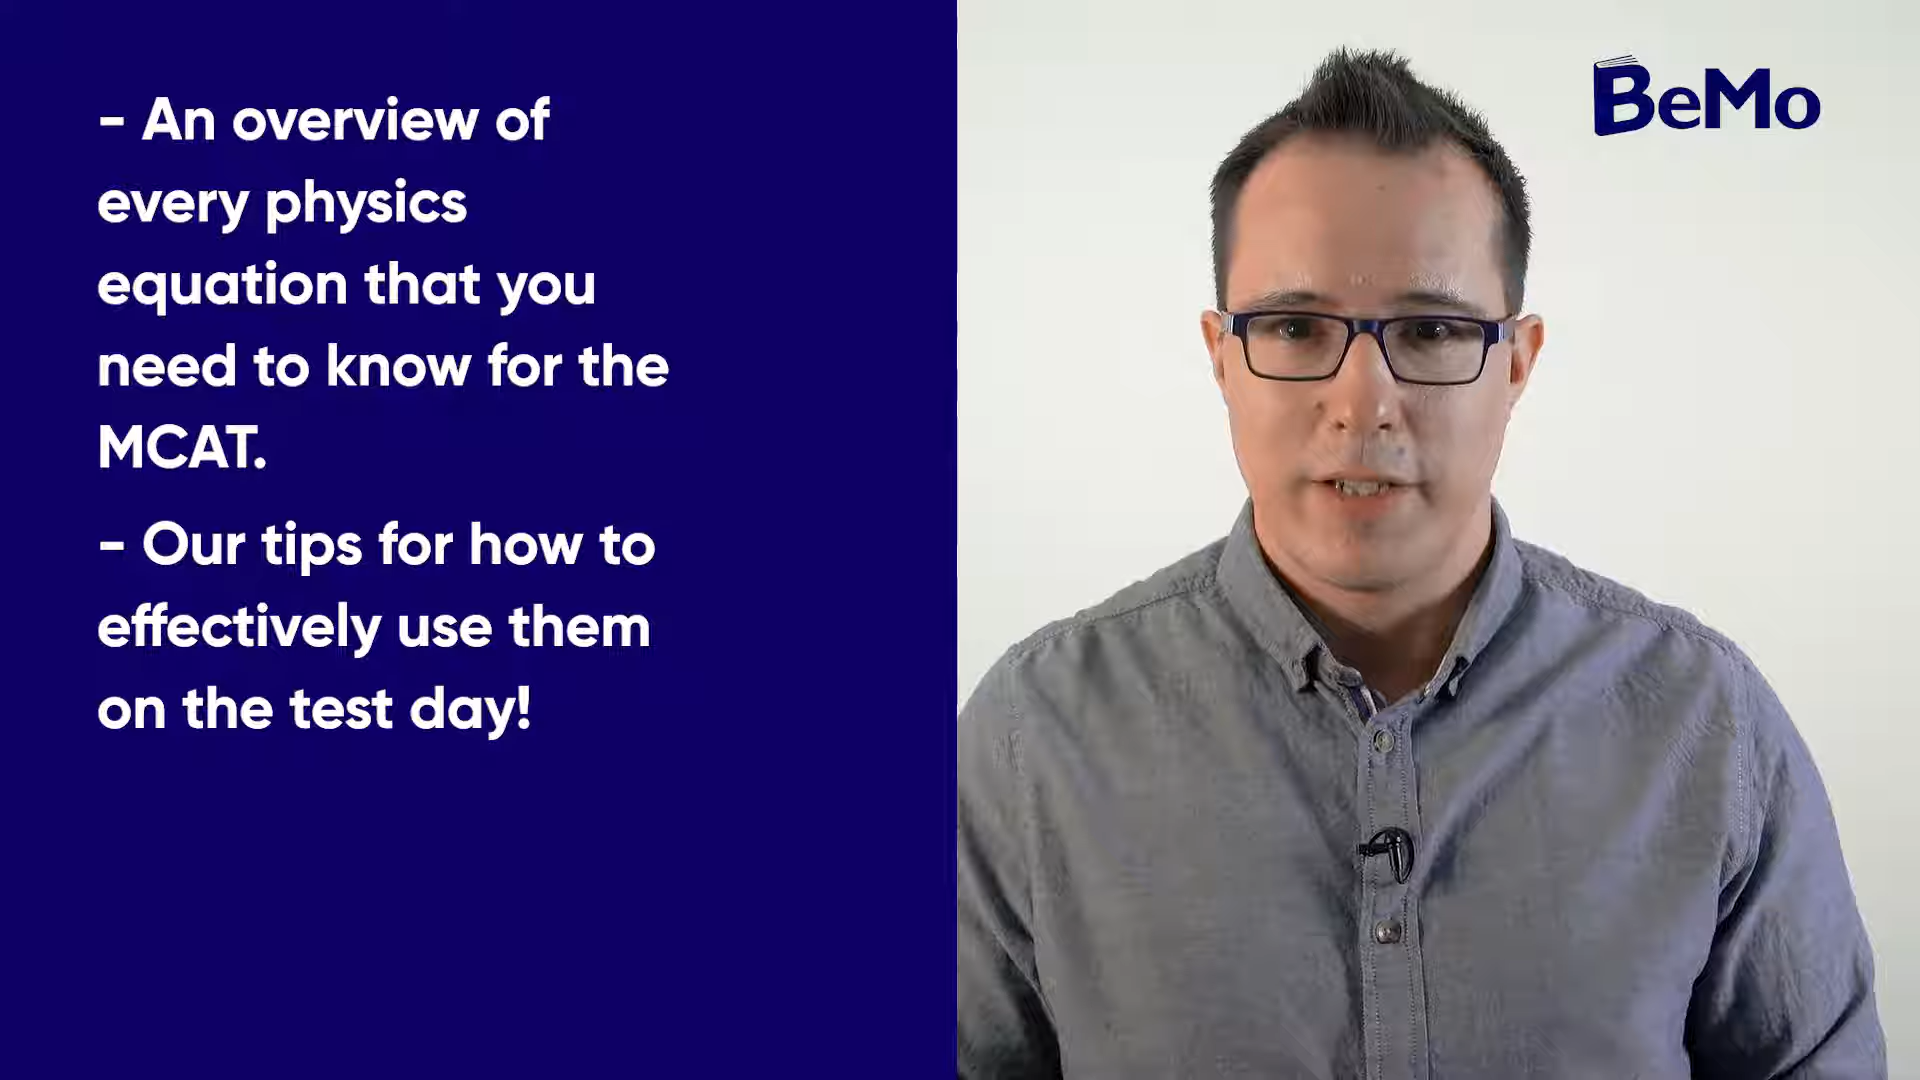 - An overview of
every physics
equation that you
need to know for the
MCAT.
- Our tips for how to
effectively use them
on the test day!
BeMo